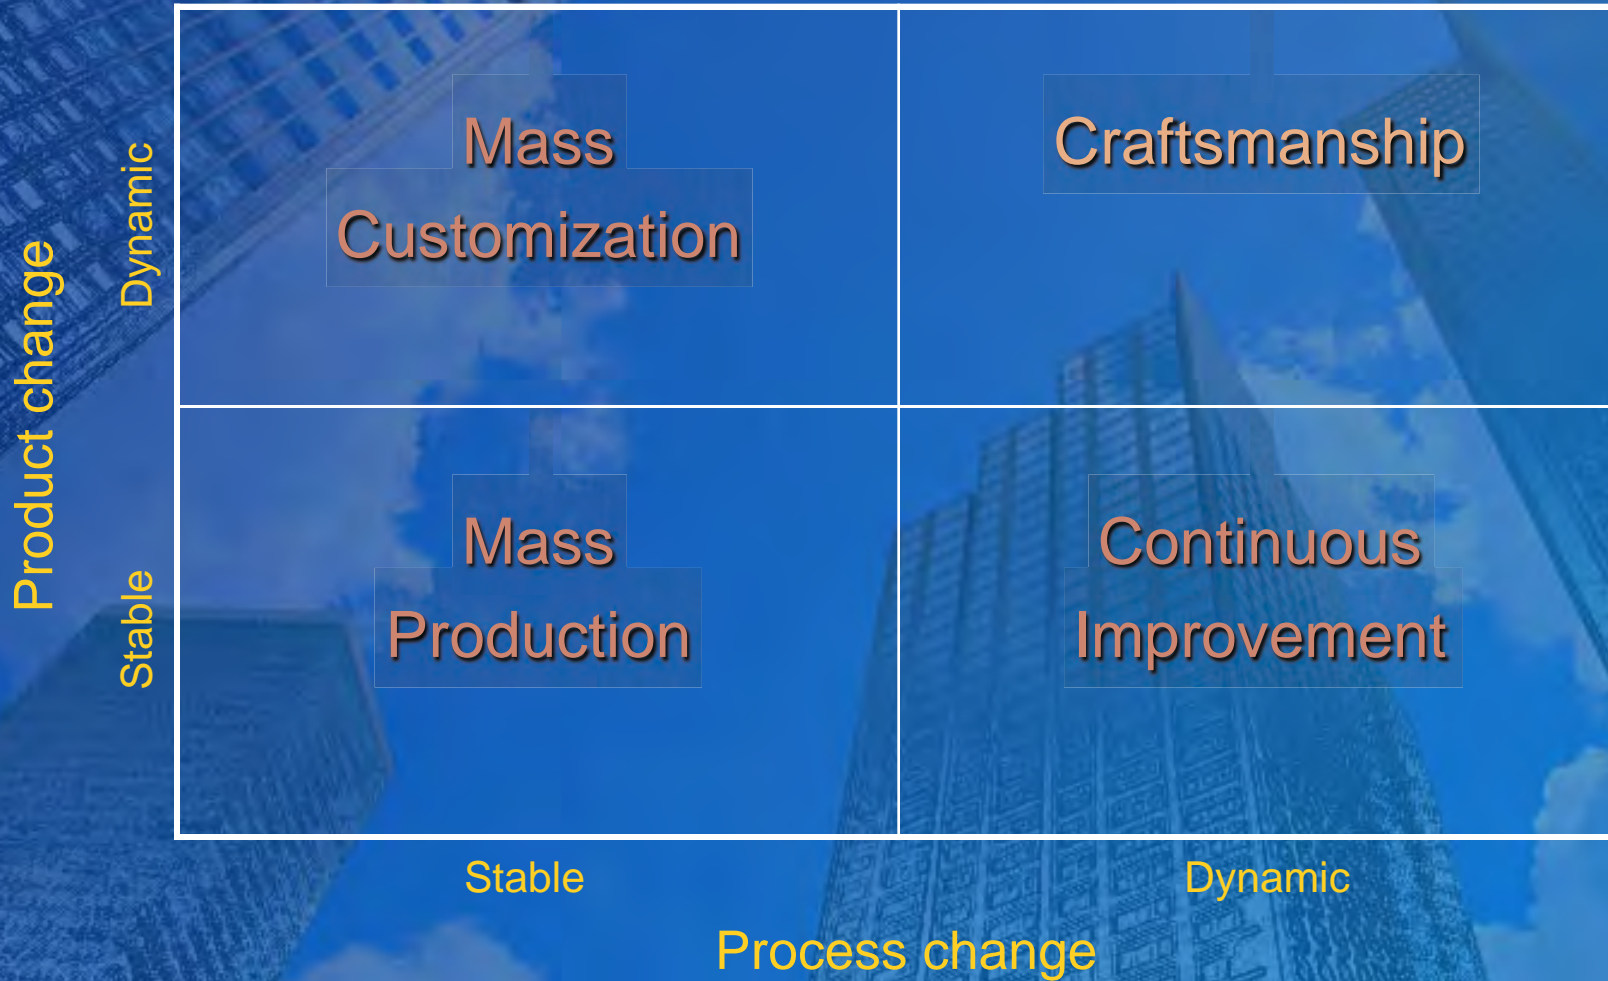 Product change
Dynamic
Mass
Customization
Craftsmanship
Stable
Mass
Production
Continuous
Improvement
Stable
Dynamic
Process change